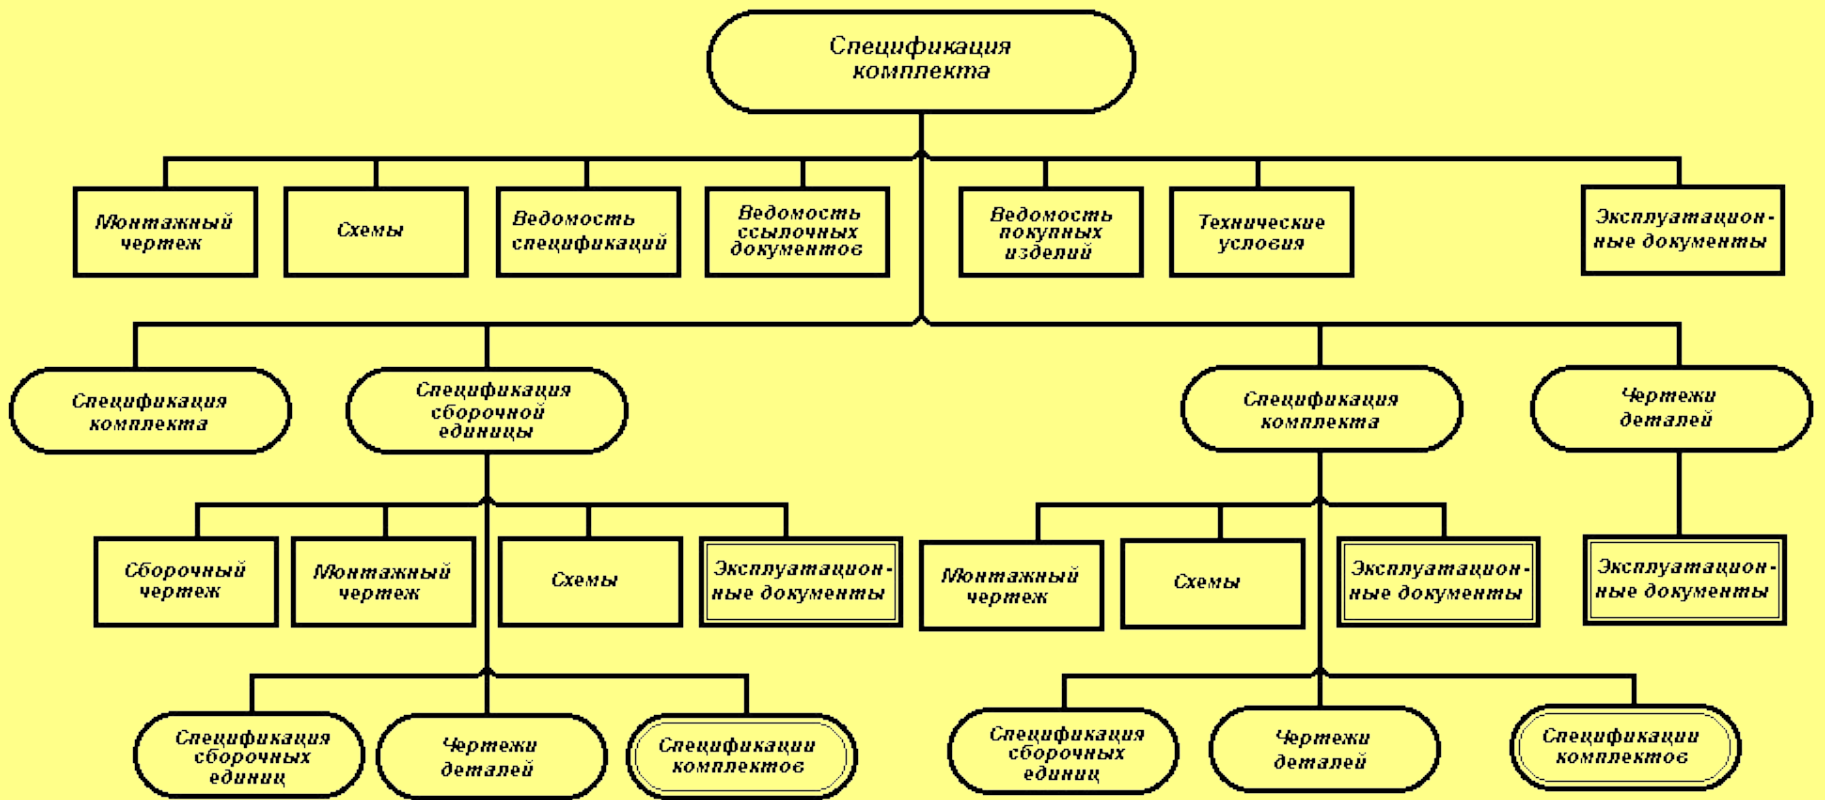 Спецификация
комплекта
Монтажный
чертеж
Схемы
Ведомость
спецификаций
Ведомость
ссылочных
документов
Ведомость
покупных
изделий
Технические
условия
Эксплуатацион-
ные документы
Спецификация
комплекта
Спецификация
сборочной
единицы
Спецификация
комплекта
Чертежи
деталей
Сборочный
чертеж
Монтажный
чертеж
Схемы
Эксплуатацион-
ные документы
Монтажный
чертеж
Схемы
Эксплуатацион-
ные документы
Эксплуатацион-
ные документы
Спецификация
сборочных
единиц
Чертежи
деталей
Спецификации
комплектов
Спецификация
сборочных
единиц
Чертежи
деталей
Спецификации
комплектов